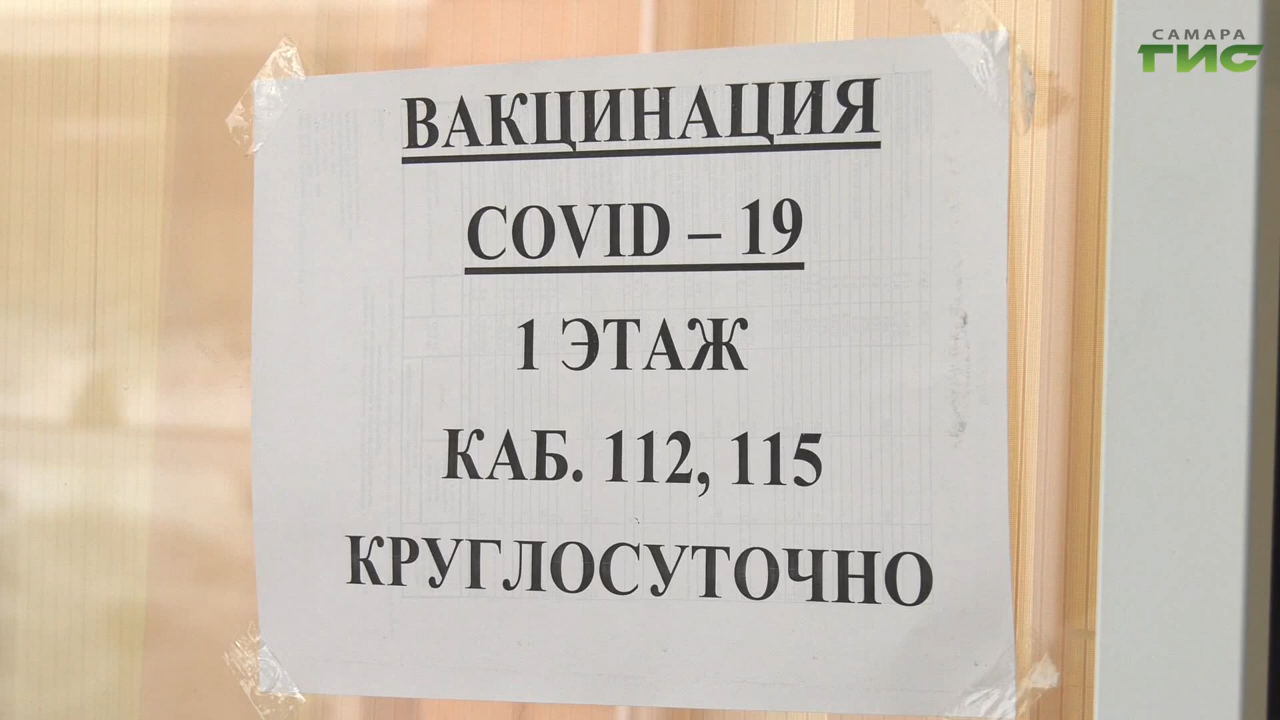 САМАРА
ГИС
ВАКЦИНАЦИЯ
COVID – 19
1 ЭТАЖ
КАБ. 112, 115
КРУГЛОСУТОЧНО